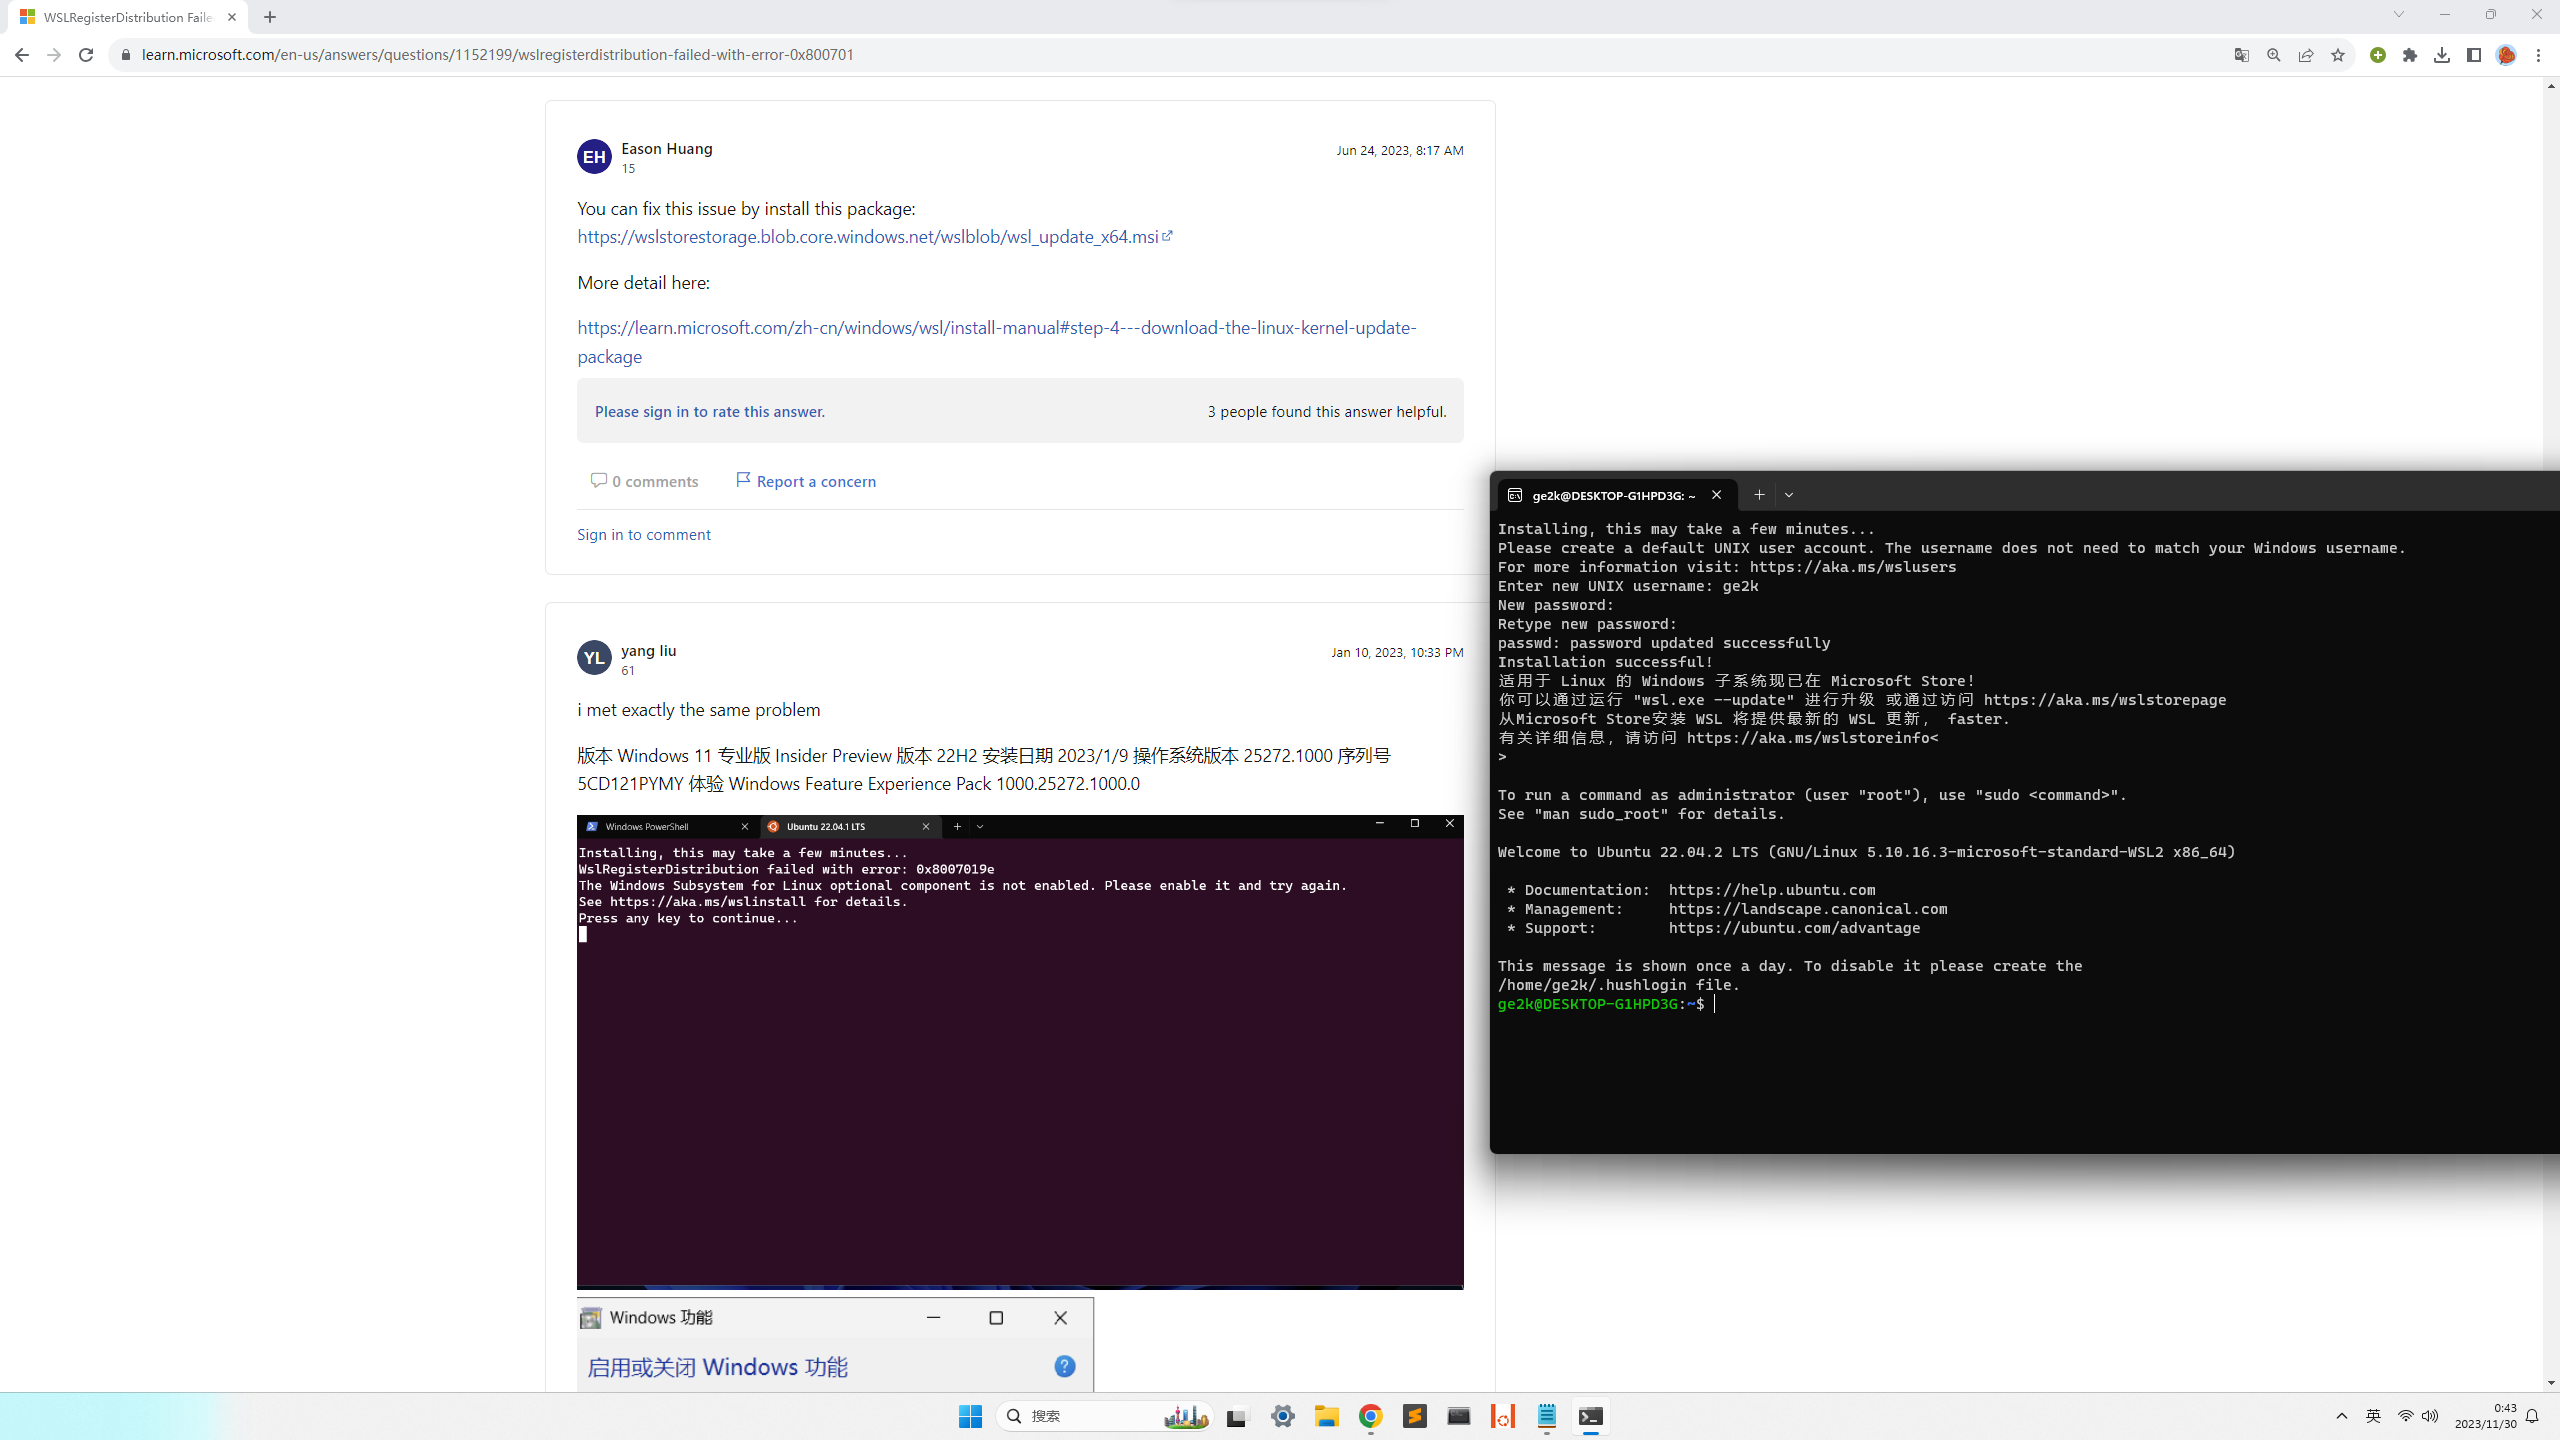 WSLRegisterDistribution Faile
learn.microsoft.com/en-us/answers/questions/1152199/wslregisterdistribution-failed-with-error-0x800701
EH
Eason Huang
15
Jun 24, 2023, 8:17 AM
You can fix this issue by install this package:
https://wslstorestorage.blob.core.windows.net/wslblob/wsl_update_x64.msi
More detail here:
https://learn.microsoft.com/zh-cn/windows/wsl/install-manual#step-4---download-the-linux-kernel-update-
package
Please sign in to rate this answer.
3 people found this answer helpful.
0 comments
Report a concern
Sign in to comment
YL
yang liu
61
Jan 10, 2023, 10:33 PM
i met exactly the same problem
版本 Windows 11 专业版 Insider Preview 版本 22H2 安装日期 2023/1/9 操作系统版本 25272.1000 序列号
5CD121PYMY 体验 Windows Feature Experience Pack 1000.25272.1000.0
Windows PowerShell
Ubuntu 22.04.1 LTS
Installing, this may take a few minutes...
WslRegisterDistribution failed with error: 0x8007019e
The Windows Subsystem for Linux optional component is not enabled. Please enable it and try again.
See https://aka.ms/wslinstall for details.
Press any key to continue...
Windows 功能
启用或关闭 Windows 功能
ge2k@DESKTOP-G1HPD3G: ~
Installing, this may take a few minutes...
Please create a default UNIX user account. The username does not need to match your Windows username.
For more information visit: https://aka.ms/wslusers
Enter new UNIX username: ge2k
New password:
Retype new password:
passwd: password updated successfully
Installation successful!
适用于 Linux 的 Windows 子系统现已在 Microsoft Store!
你可以通过运行 "wsl.exe --update" 进行升级 或通过访问 https://aka.ms/wslstorepage
从Microsoft Store安装 WSL 将提供最新的 WSL 更新， faster.
有关详细信息，请访问 https://aka.ms/wslstoreinfo<
>
To run a command as administrator (user "root"), use "sudo <command>".
See "man sudo_root" for details.
Welcome to Ubuntu 22.04.2 LTS (GNU/Linux 5.10.16.3-microsoft-standard-WSL2 x86_64)
* Documentation:  https://help.ubuntu.com
* Management:     https://landscape.canonical.com
* Support:        https://ubuntu.com/advantage
This message is shown once a day. To disable it please create the
/home/ge2k/.hushlogin file.
ge2k@DESKTOP-G1HPD3G:~$
搜索
英
0:43
2023/11/30